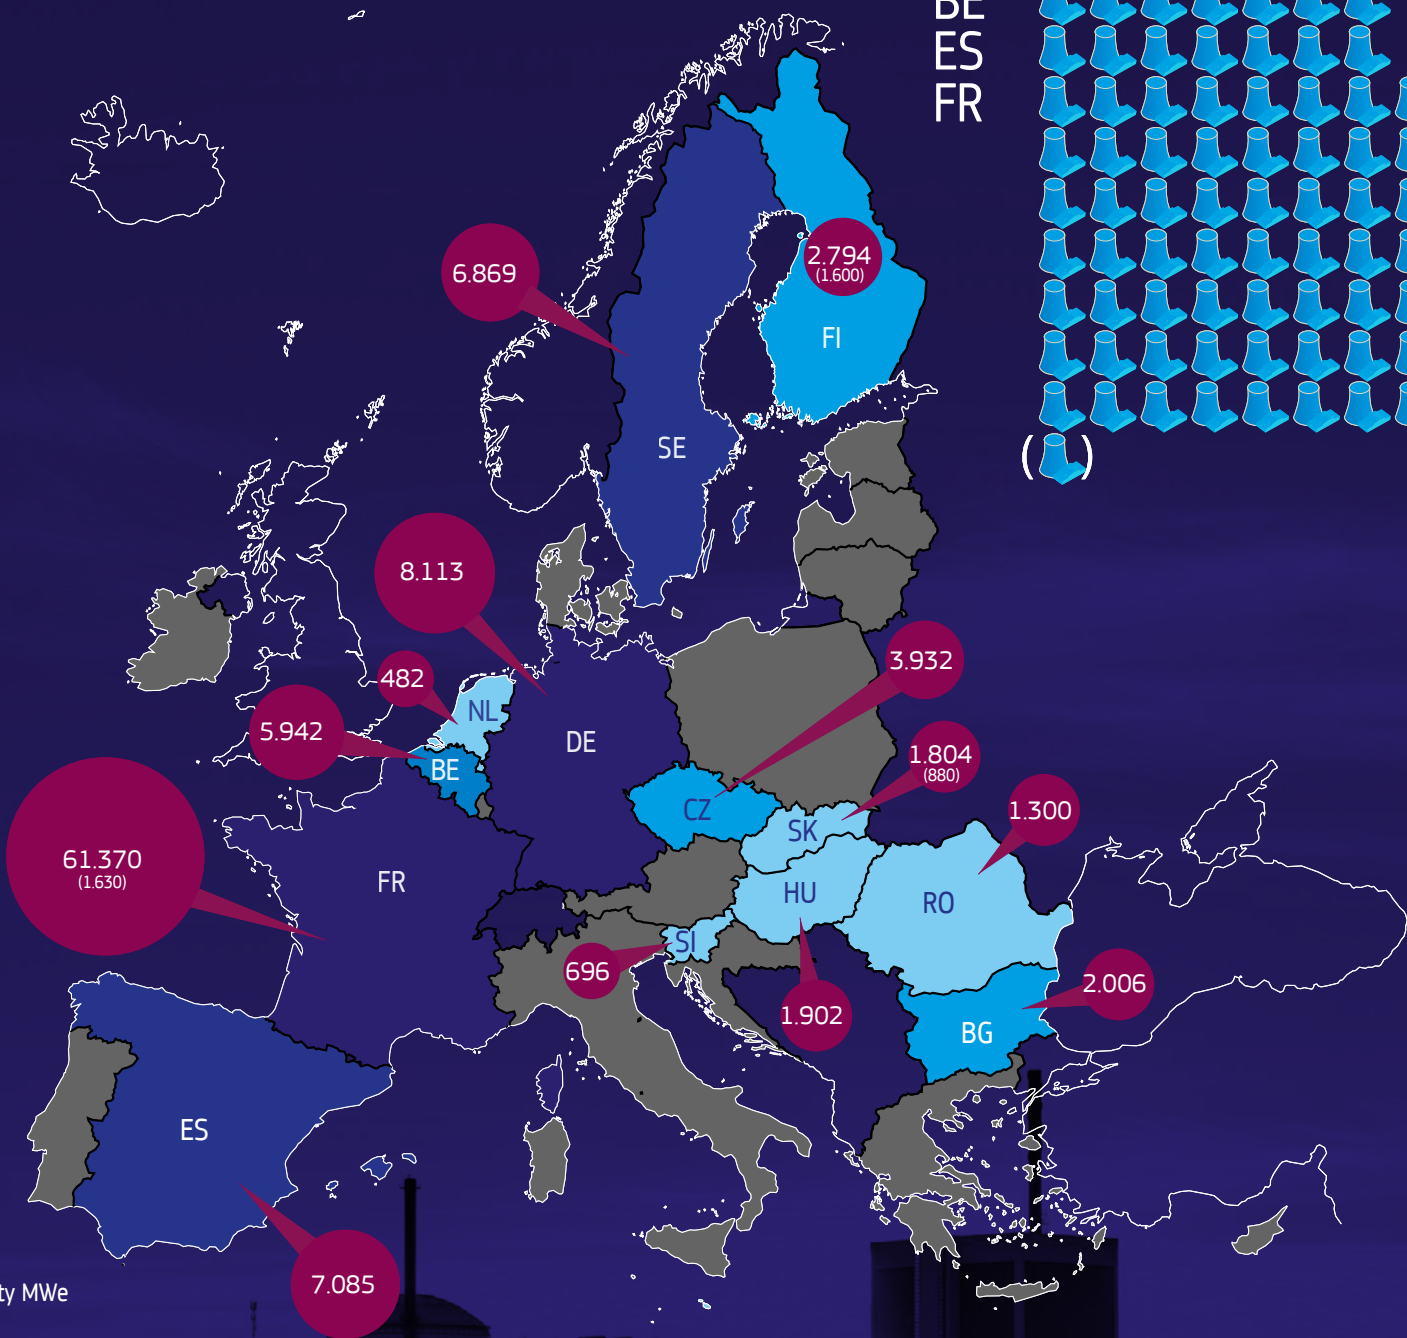 BE
ES
FR
2.794
(1.600)
6.869
FI
SE
8.113
3.932
482
NL
5.942
DE
BE
1.804
(880)
CZ
SK
1.300
61.370
(1.630)
FR
HU
RO
SI
696
2.006
1.902
BG
ES
7.085
ty MWe